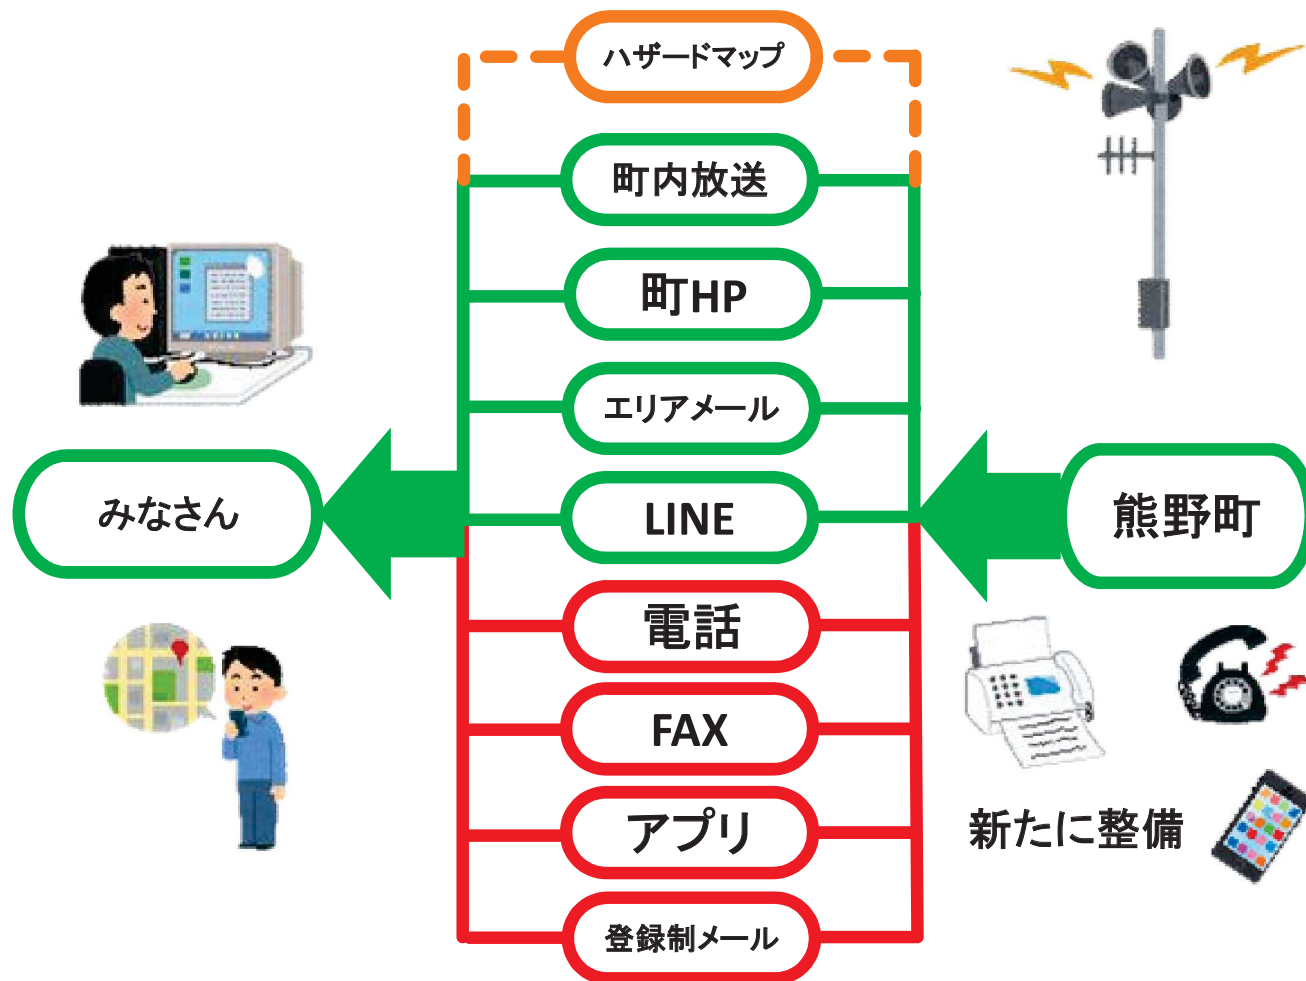 ハザードマップ
町内放送
町HP
エリアメール
LINE
みなさん
熊野町
電話
FAX
アプリ
新たに整備
登録制メール